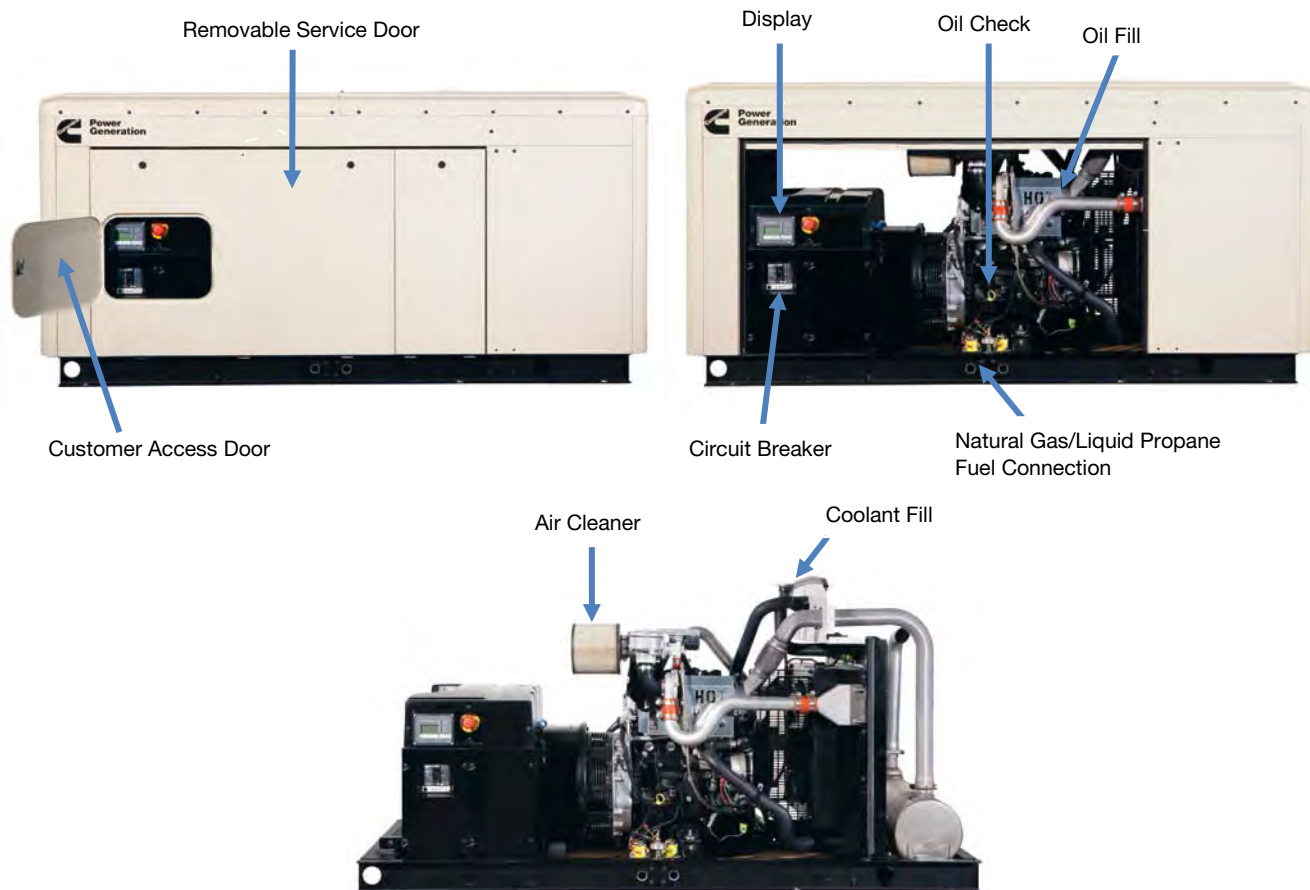 Removable Service Door
Display
Oil Check
Oil Fill
Power
Generation
Power
Generation
HOT
Customer Access Door
Circuit Breaker
Natural Gas/Liquid Propane
Fuel Connection
Air Cleaner
Coolant Fill
HOT